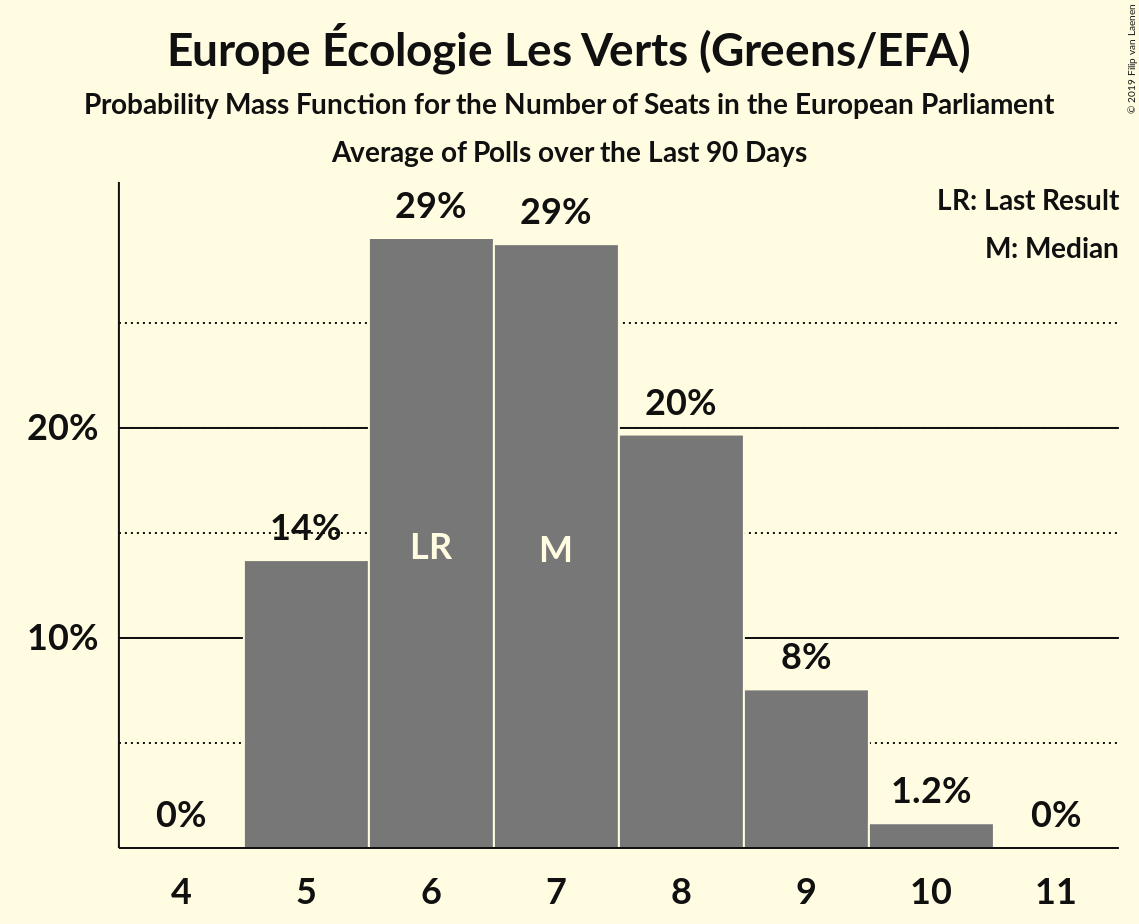 Europe Écologie Les Verts (Greens/EFA)
Probability Mass Function for the Number of Seats in the European Parliament
Average of Polls over the Last 90 Days
© 2019 Filip van Laenen
LR: Last Result
M: Median
29%
29%
20%
20%
14%
LR
M
10%
8%
1.2%
0%
0%
4
5
6
7
8
9
10
11